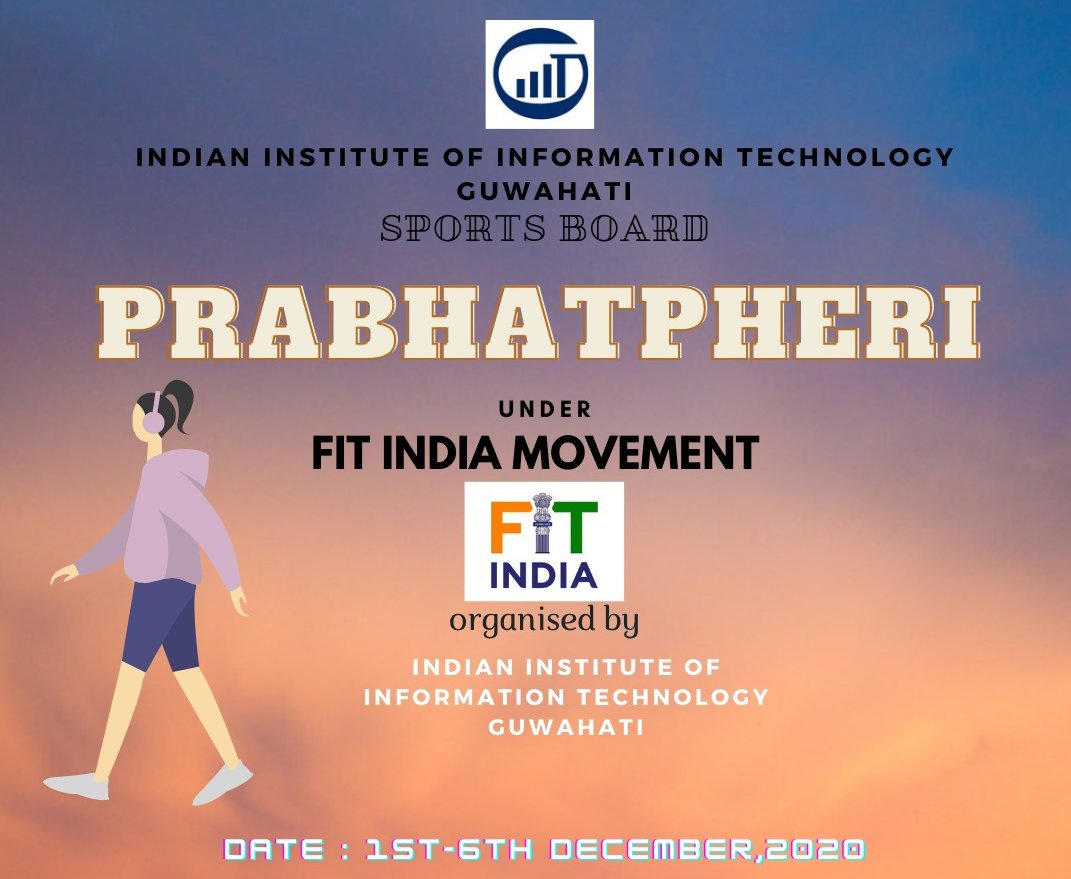 INDIAN INSTITUTE OF INFORMATION TECHNOLOGY
GUWAHATI
SPORTS BOARD
PRABHATPHERI
UNDER
FIT INDIA MOVEMENT
FIT
INDIA
organised by
INDIAN INSTITUTE OF
INFORMATION TECHNOLOGY
GUWAHATI
DATE : 1ST-6TH DECEMBER,2020